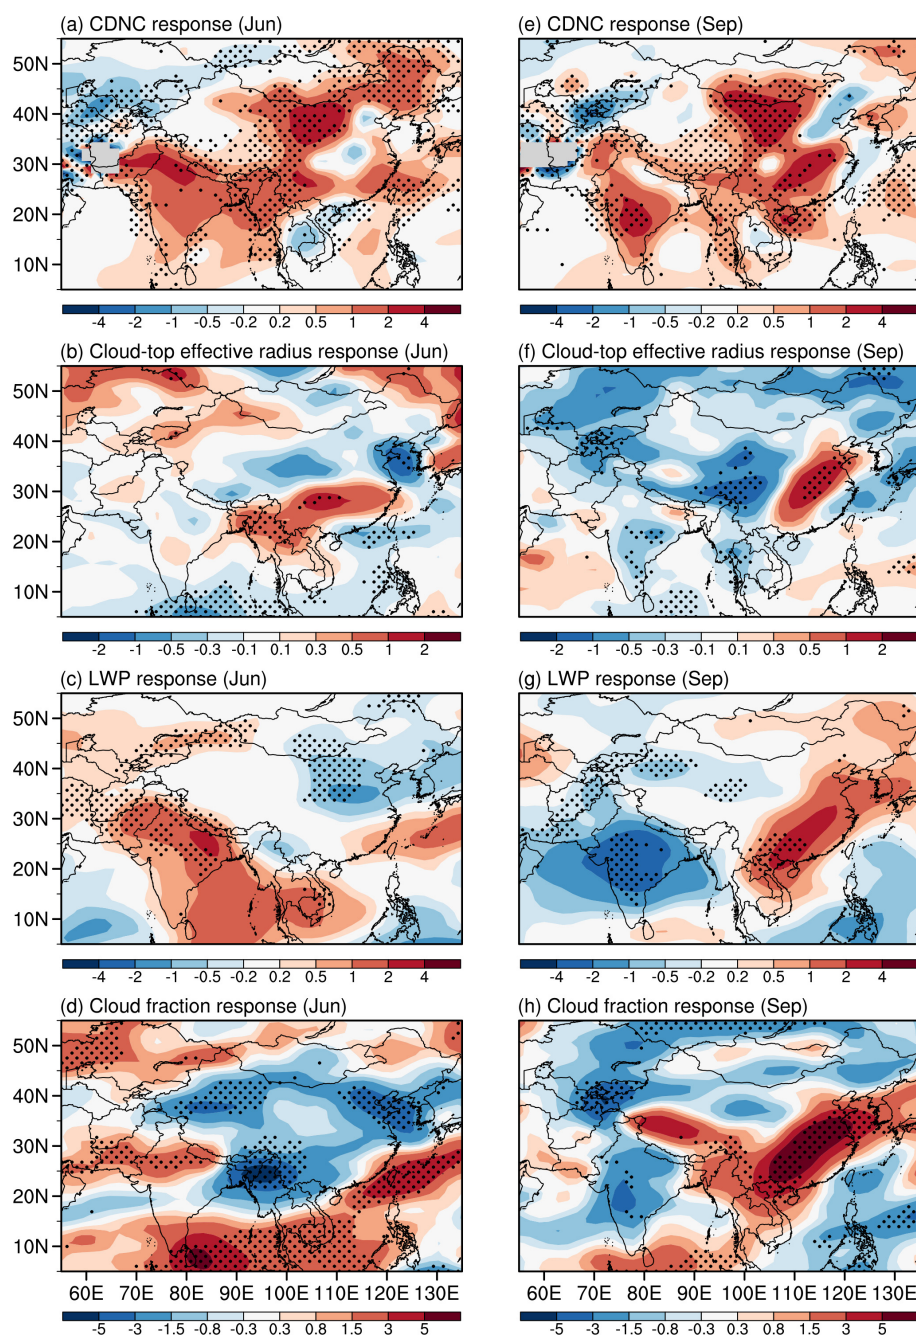 (a) CDNC response (Jun)
50N
40N
30N
20N
10N
-4 -2 -1 -0.5 -0.2 0.2 0.5 1 2 4
(b) Cloud-top effective radius response (Jun)
50N
40N
30N
20N
10N
-2 -1 -0.5 -0.3 -0.1 0.1 0.3 0.5 1 2
(c) LWP response (Jun)
50N
40N
30N
20N
10N
-4 -2 -1 -0.5 -0.2 0.2 0.5 1 2 4
(d) Cloud fraction response (Jun)
50N
40N
30N
20N
10N
60E 70E 80E 90E 100E 110E 120E 130E
-5 -3 -1.5 -0.8 -0.3 0.3 0.8 1.5 3 5
(e) CDNC response (Sep)
-4 -2 -1 -0.5 -0.2 0.2 0.5 1 2 4
(f) Cloud-top effective radius response (Sep)
-2 -1 -0.5 -0.3 -0.1 0.1 0.3 0.5 1 2
(g) LWP response (Sep)
-4 -2 -1 -0.5 -0.2 0.2 0.5 1 2 4
(h) Cloud fraction response (Sep)
60E 70E 80E 90E 100E 110E 120E 130E
-5 -3 -1.5 -0.8 -0.3 0.3 0.8 1.5 3 5